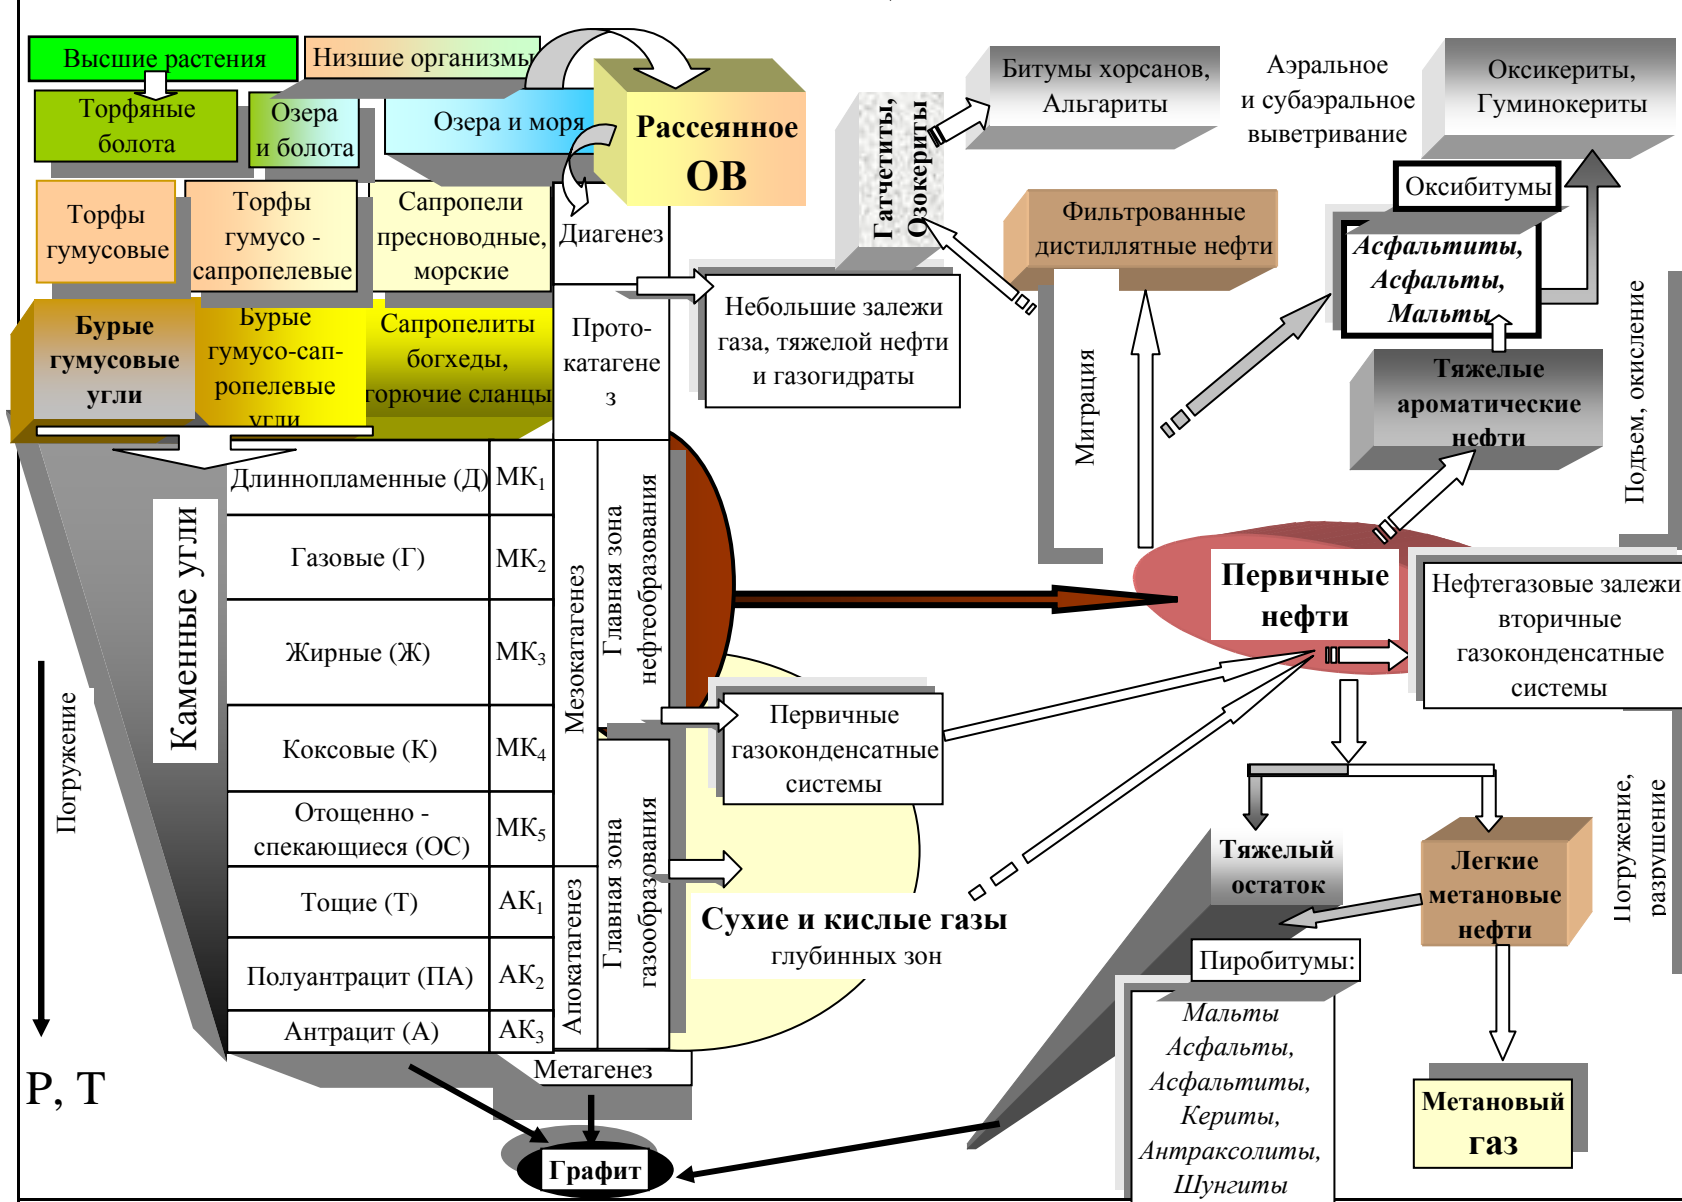 Высшие растения
Низшие организмы
Торфяные
болота
Озера
и болота
Озера и моря
Рассеянное
ОВ
Торфы
гумусовые
Торфы
гумусо -
сапропелевые
Сапропели
пресноводные,
морские
Диагенез
Бурые
гумусовые
угли
Бурые
гумусо-сап-
ропелевые
угли
Сапропелиты
богхеды,
горючие сланцы
Прото-
катагене
з
Небольшие залежи
газа, тяжелой нефти
и газогидраты
Гатчетиты,
Озокериты
Битумы хорсанов,
Альгариты
Аэральное
и субаэральное
выветривание
Оксикериты,
Гуминокериты
Фильтрованные
дистиллятные нефти
Оксибитумы
Асфальтиты,
Асфальты,
Мальты
Тяжелые
ароматические
нефти
Миграция
Подъем, окисление
Каменные угли
Длиннопламенные (Д)
МК1
Газовые (Г)
МК2
Жирные (Ж)
МК3
Коксовые (К)
МК4
Отощенно -
спекающиеся (ОС)
МК5
Тощие (Т)
АК1
Полуантрацит (ПА)
АК2
Антрацит (А)
АК3
Мезокатагенез
Апокатагенез
Главная зона
нефтеобразования
Главная зона
газообразования
Метагенез
Погружение
Р, Т
Графит
Первичные
нефти
Нефтегазовые залежи
вторичные
газоконденсатные
системы
Первичные
газоконденсатные
системы
Сухие и кислые газы
глубинных зон
Тяжелый
остаток
Легкие
метановые
нефти
Погружение,
разрушение
Пиробитумы:
Мальты
Асфальты,
Асфальтиты,
Кериты,
Антраксолиты,
Шунгиты
Метановый
газ